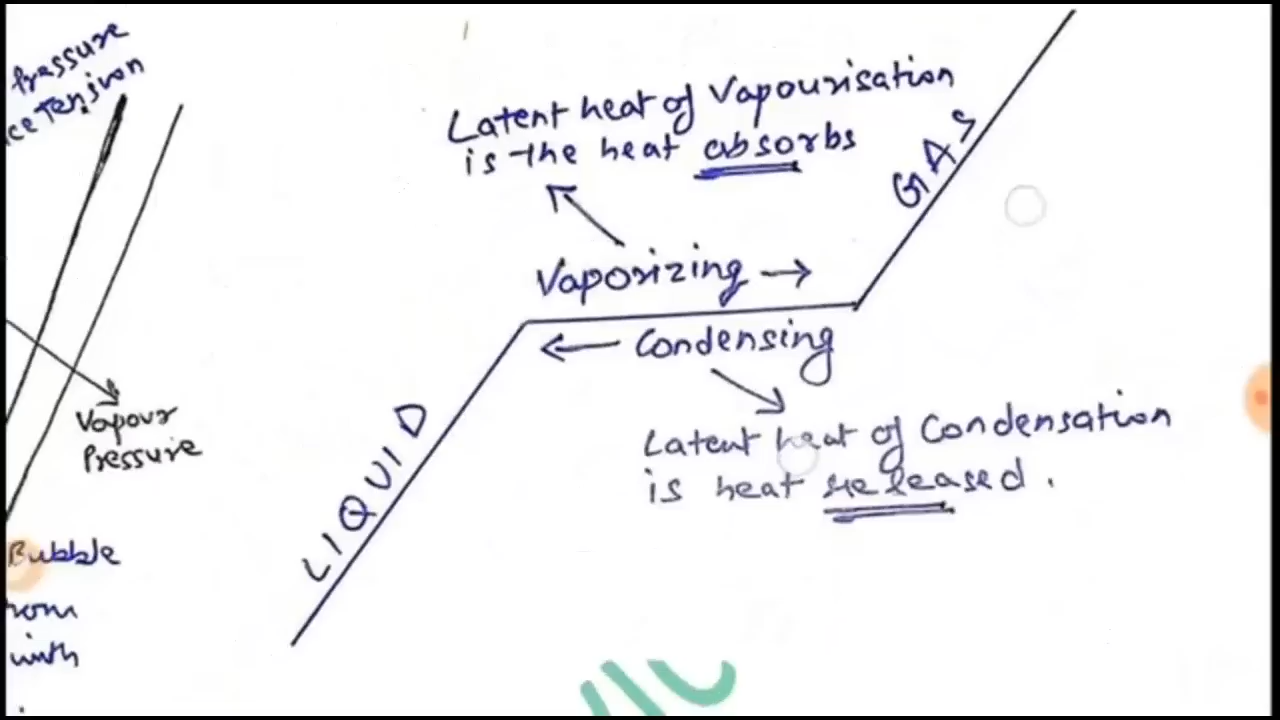 Pressure
ce Tension
Latent heat of Vapourisation
is the heat absorbs
GAS
Vaporizing
Condensing
Vapour
Pressure
LIQUID
Latent heat of Condensation
is heat released.
Bubble
with